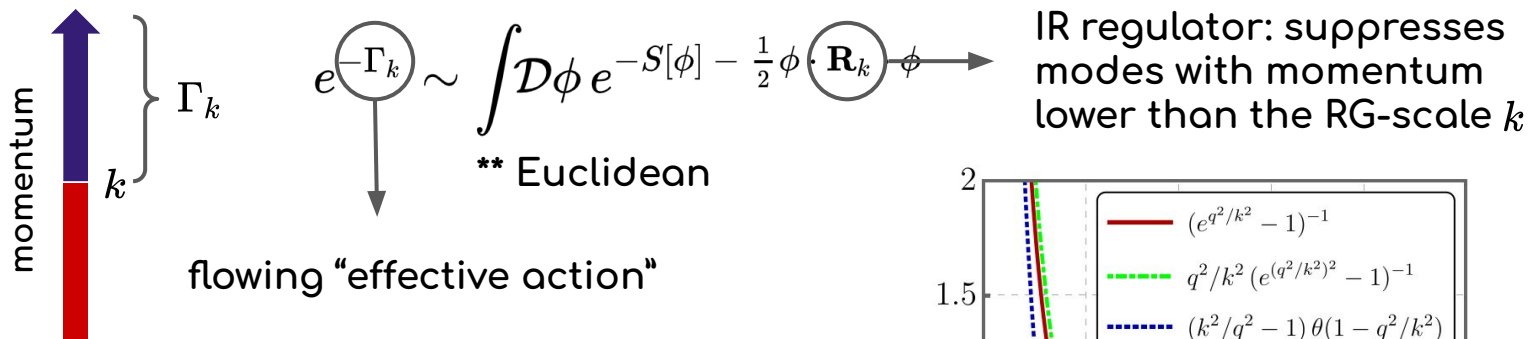 momentum
k
Γ_k
e^{-Γ_k} ~ ∫𝒟ϕ e^{-S[ϕ] - ½ ϕ · R_k · ϕ}
** Euclidean
flowing “effective action”
IR regulator: suppresses
modes with momentum
lower than the RG-scale k
2
1.5
(e^{q²/k²} − 1)^{-1}
q²/k² (e^{(q²/k²)²} − 1)^{-1}
(k²/q² − 1) θ(1 − q²/k²)